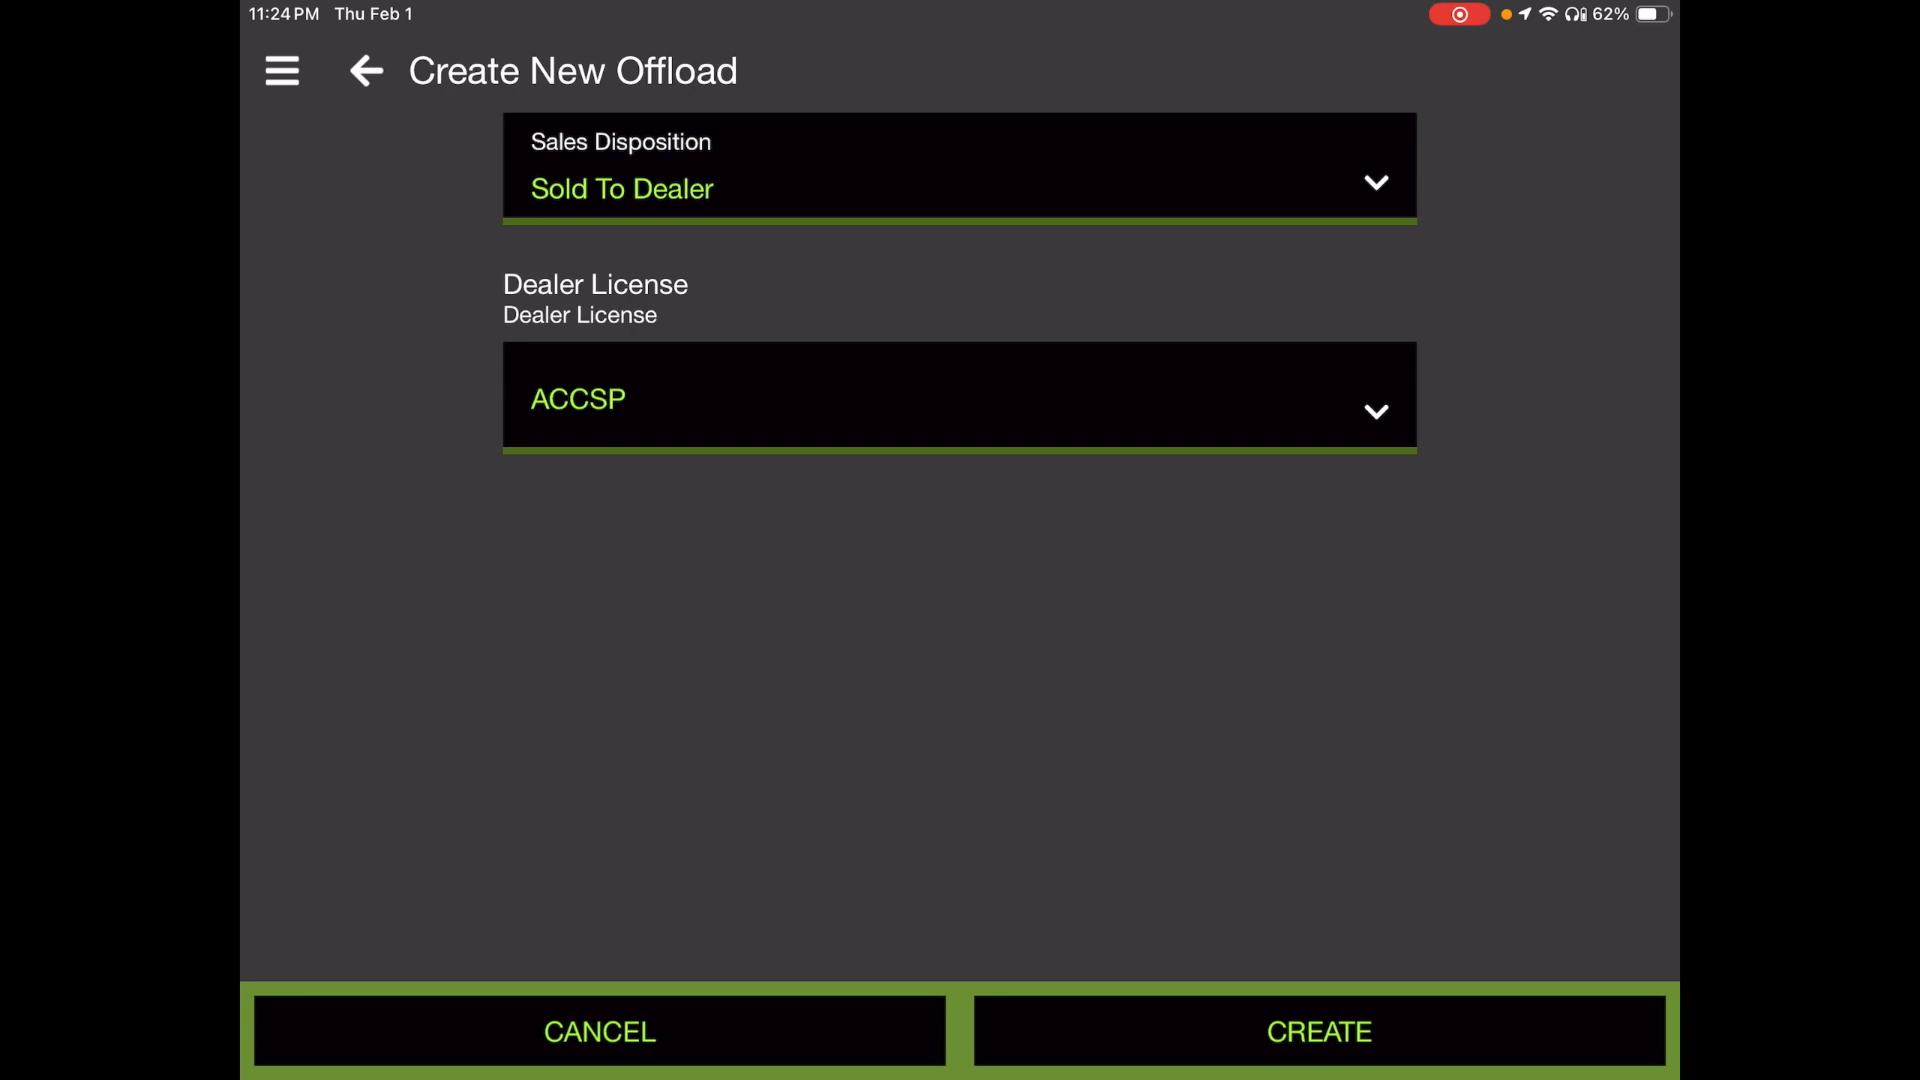 11:24 PM Thu Feb 1
62%
Create New Offload
Sales Disposition
Sold To Dealer
Dealer License
Dealer License
ACCSP
CANCEL
CREATE